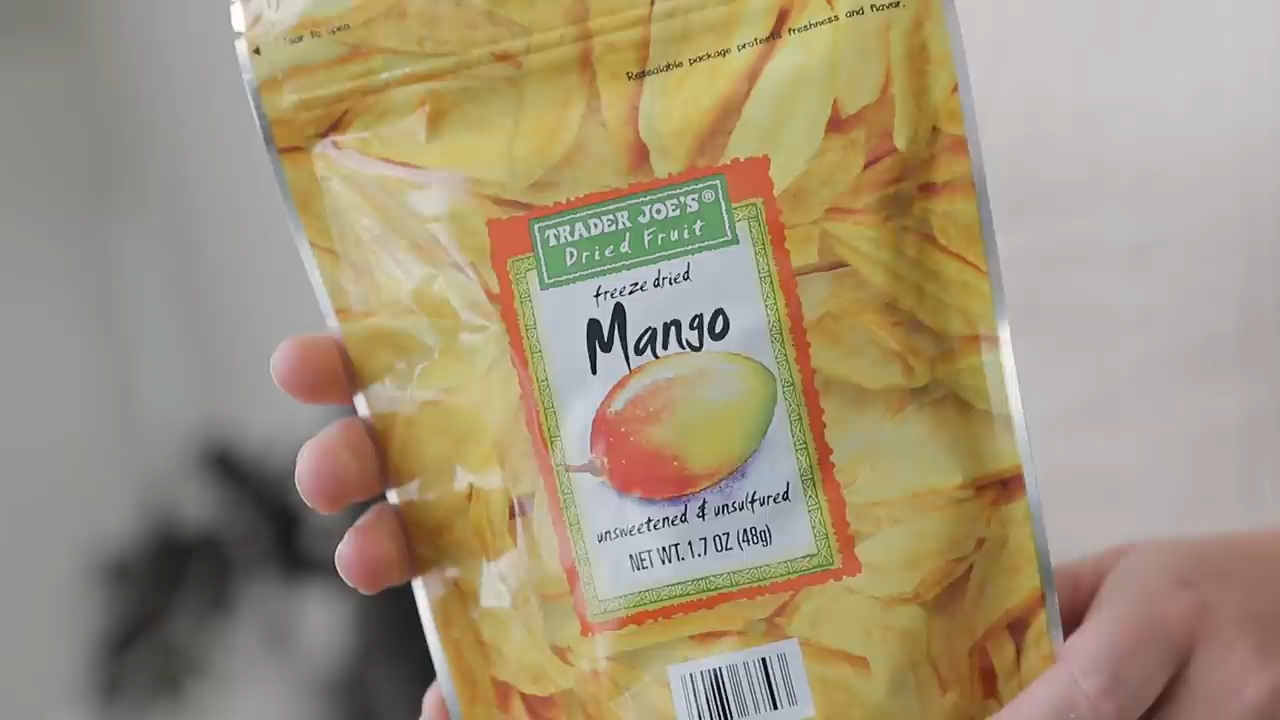 Tear to open.
Resealable package protects freshness and flavor.
TRADER JOE'S®
Dried Fruit
freeze dried
Mango
unsweetened & unsulfured
NET WT. 1.7 OZ (48g)